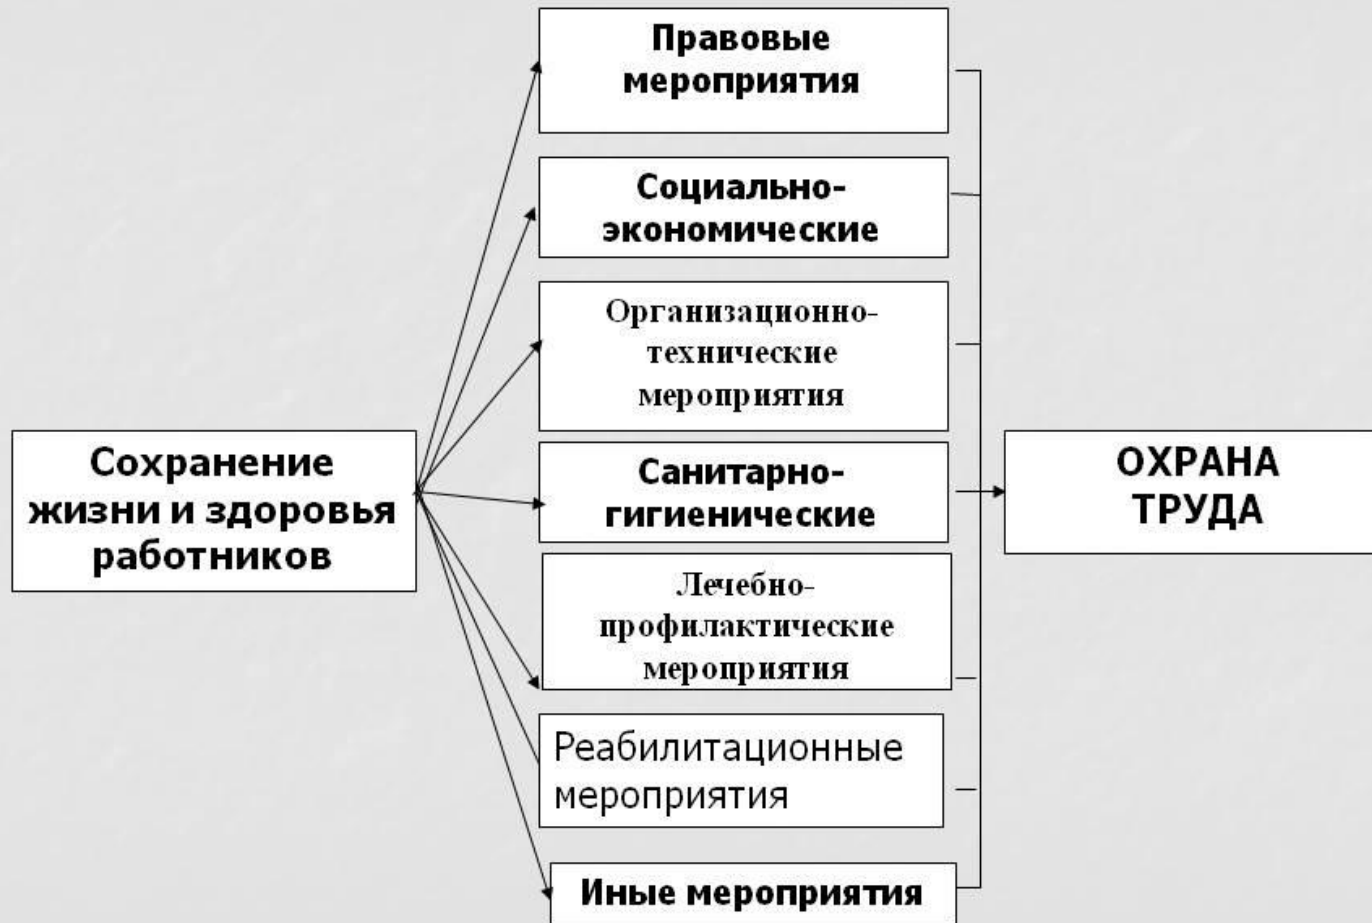 Правовые
мероприятия
Социально-
экономические
Организационно-
технические
мероприятия
Сохранение
жизни и здоровья
работников
Санитарно-
гигиенические
ОХРАНА
ТРУДА
Лечебно-
профилактические
мероприятия
Реабилитационные
мероприятия
Иные мероприятия